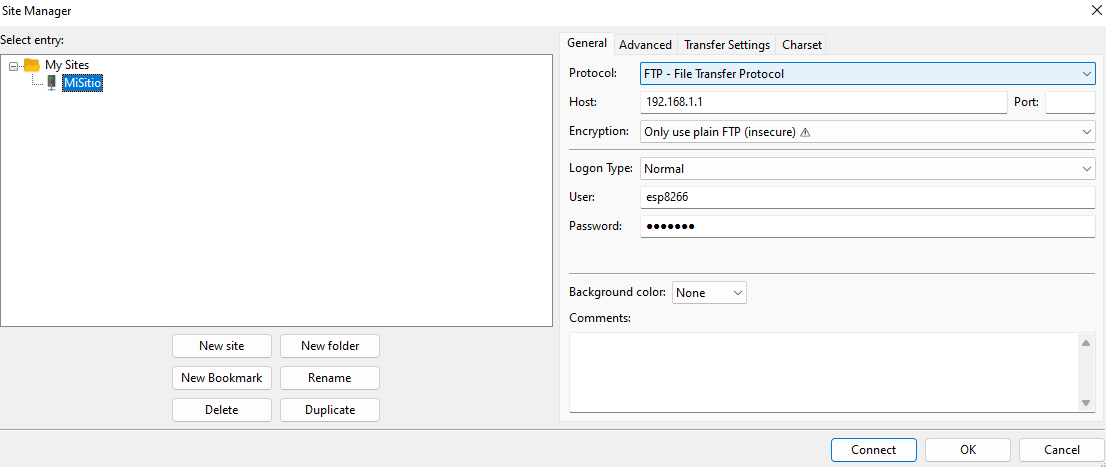 Site Manager
Select entry:
My Sites
MiSitio
New site
New folder
New Bookmark
Rename
Delete
Duplicate
General
Advanced
Transfer Settings
Charset
Protocol:
FTP - File Transfer Protocol
Host:
192.168.1.1
Port:
Encryption:
Only use plain FTP (insecure) ⚠
Logon Type:
Normal
User:
esp8266
Password:
●●●●●●●
Background color:
None
Comments:
Connect
OK
Cancel